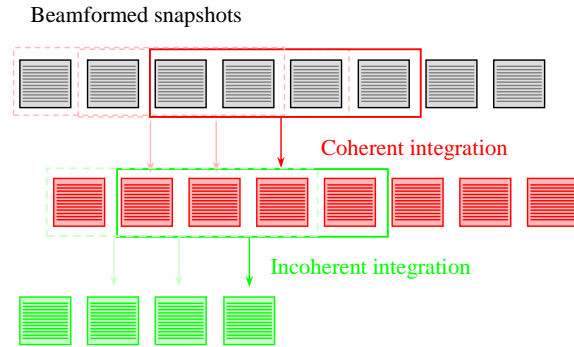 Beamformed snapshots
Coherent integration
Incoherent integration